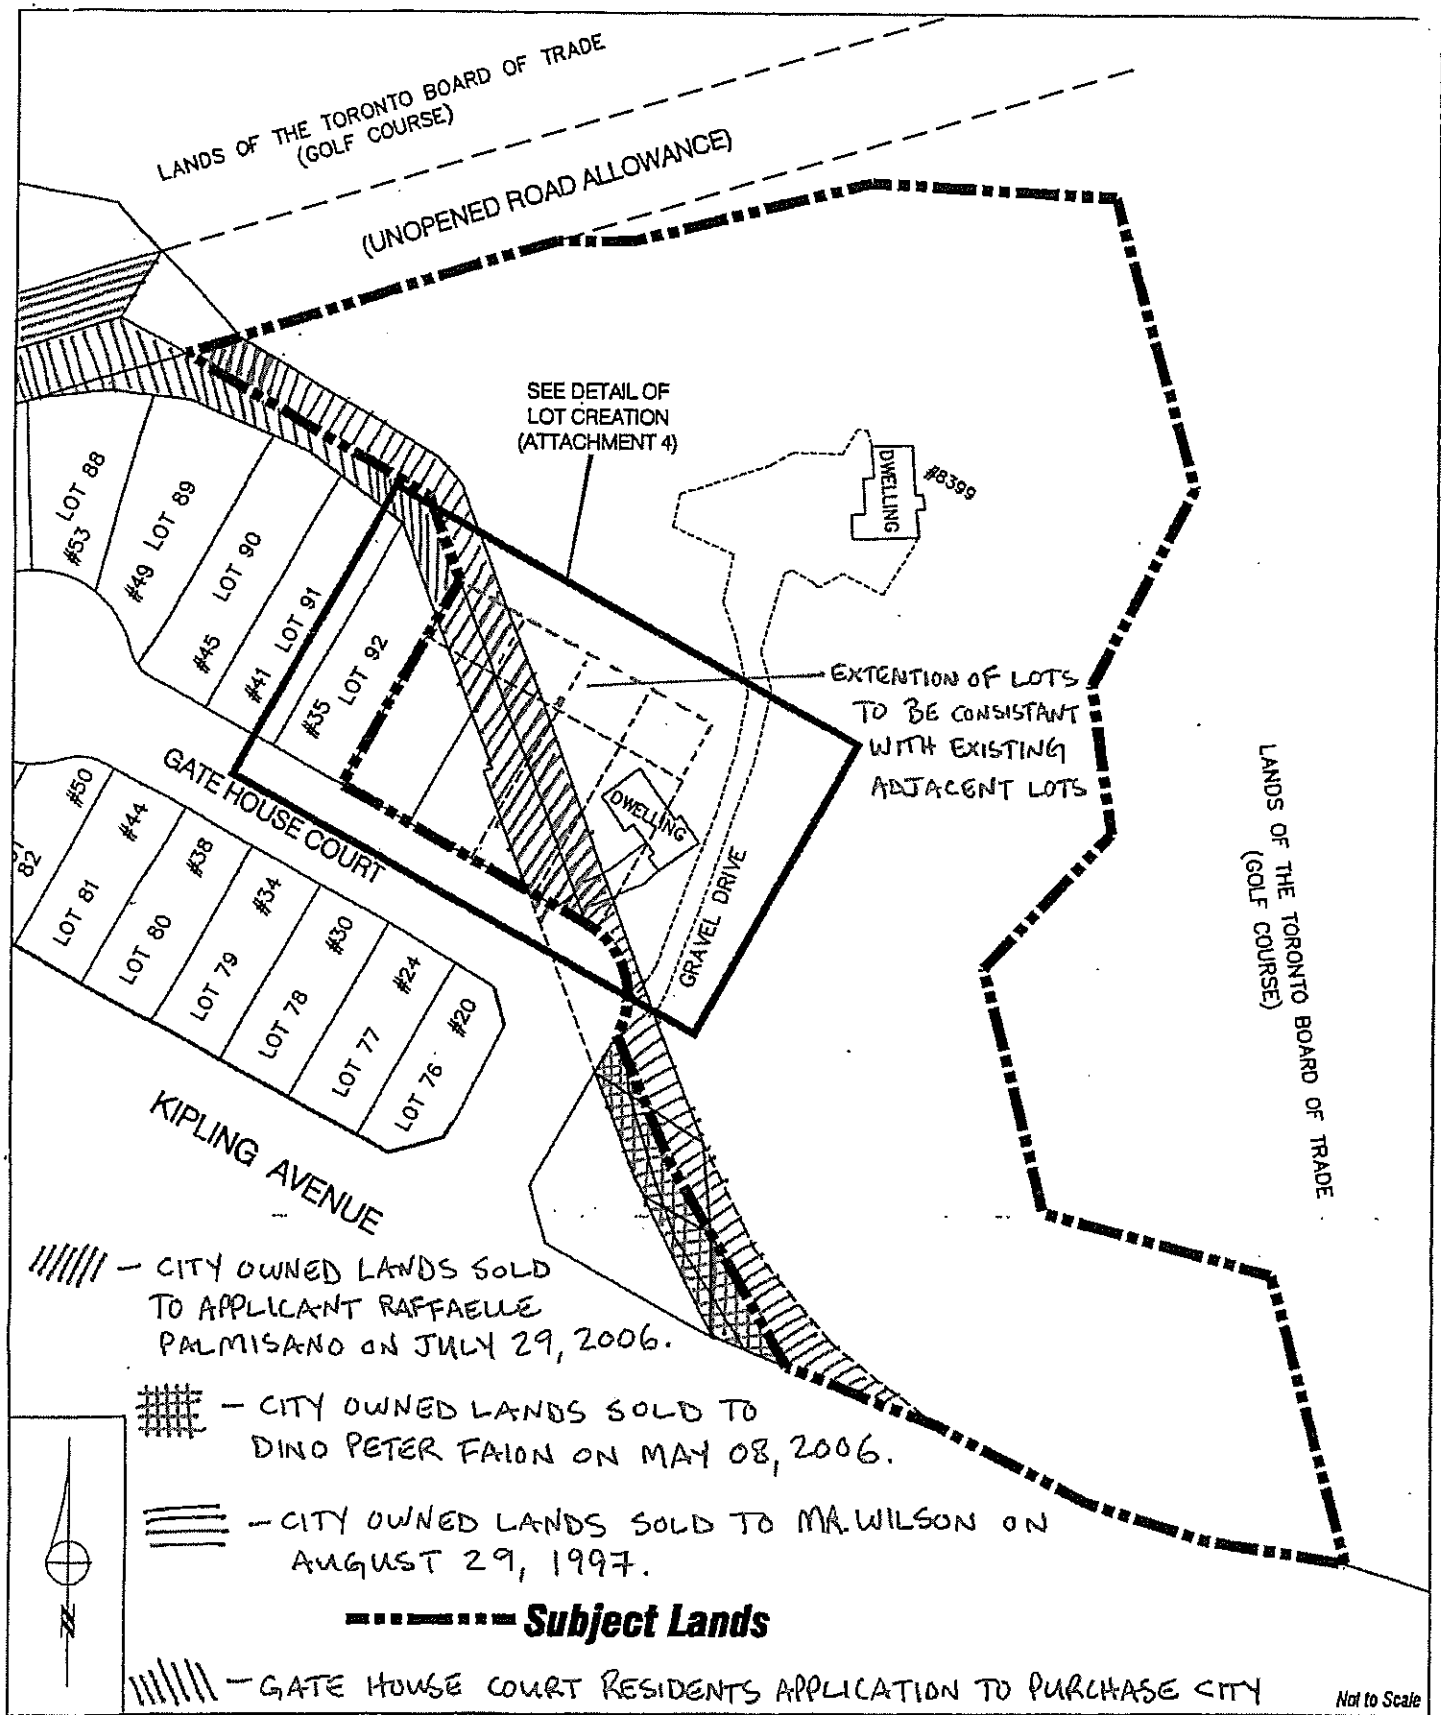 LANDS OF THE TORONTO BOARD OF TRADE
(GOLF COURSE)
(UNOPENED ROAD ALLOWANCE)
SEE DETAIL OF
LOT CREATION
(ATTACHMENT 4)
DWELLING
#8399
LOT 88
#53
LOT 89
#49
LOT 90
#45
LOT 91
#41
LOT 92
#35
EXTENTION OF LOTS
TO BE CONSISTANT
WITH EXISTING
ADJACENT LOTS
DWELLING
GRAVEL DRIVE
GATE HOUSE COURT
LANDS OF THE TORONTO BOARD OF TRADE
(GOLF COURSE)
82
#50
LOT 81
#44
LOT 80
#38
LOT 79
#34
LOT 78
#30
LOT 77
#24
LOT 76
#20
KIPLING AVENUE
– CITY OWNED LANDS SOLD
TO APPLICANT RAFFAELLE
PALMISANO ON JULY 29, 2006.
– CITY OWNED LANDS SOLD TO
DINO PETER FAION ON MAY 08, 2006.
– CITY OWNED LANDS SOLD TO MR. WILSON ON
AUGUST 29, 1997.
Subject Lands
– GATE HOUSE COURT RESIDENTS APPLICATION TO PURCHASE CITY
Not to Scale
N